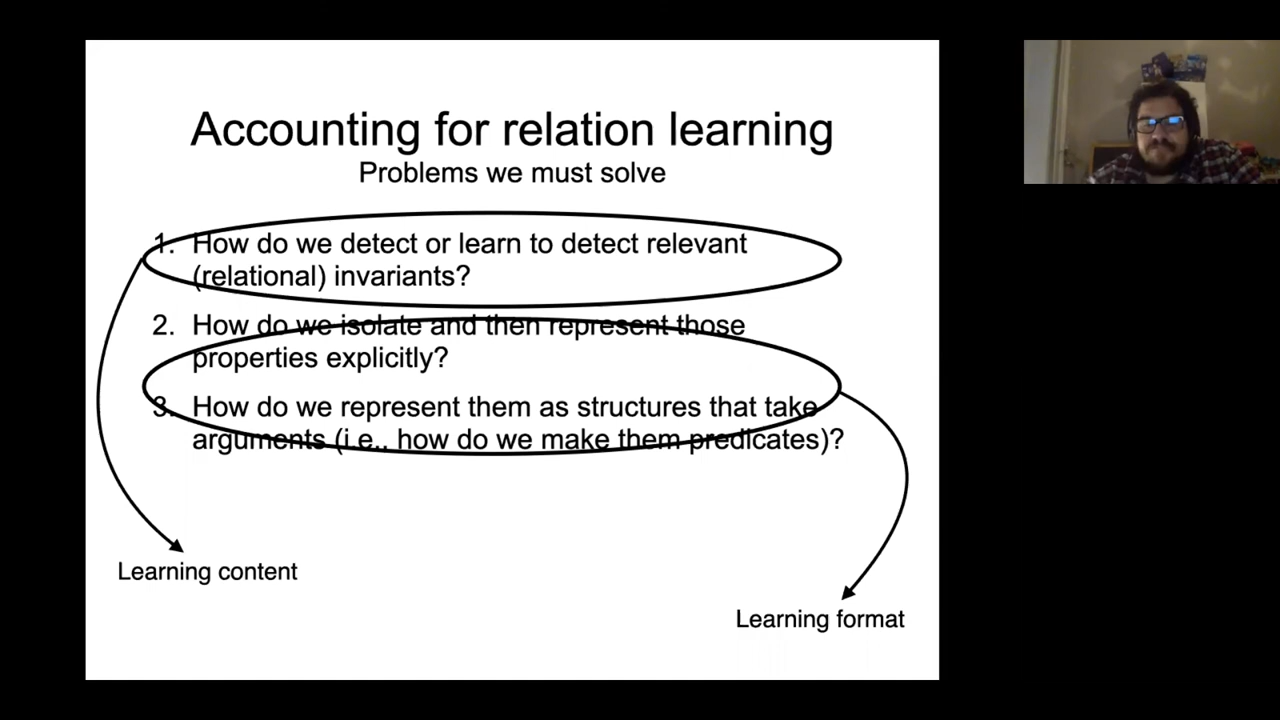 Accounting for relation learning
Problems we must solve
1. How do we detect or learn to detect relevant
(relational) invariants?
2. How do we isolate and then represent those
properties explicitly?
3. How do we represent them as structures that take
arguments (i.e., how do we make them predicates)?
Learning content
Learning format